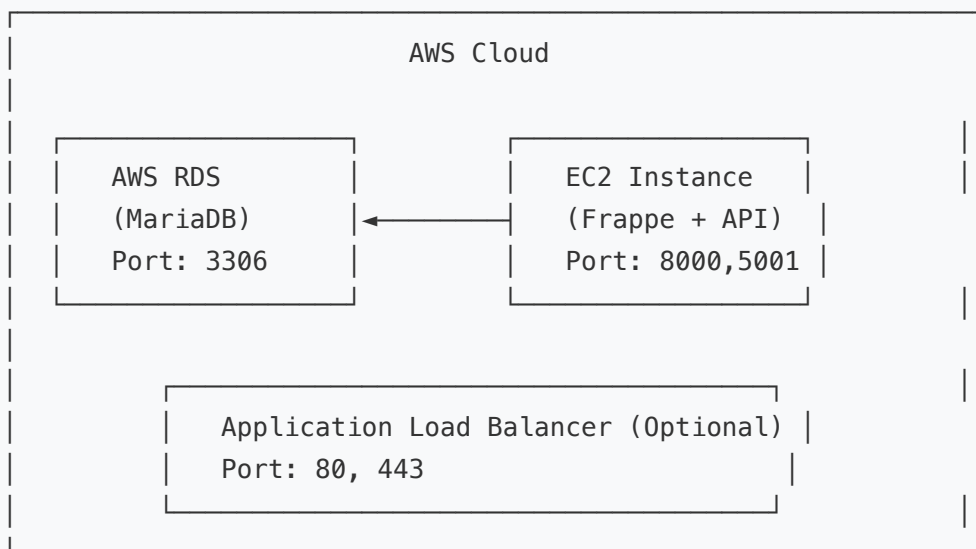 AWS Cloud
AWS RDS EC2 Instance
(MariaDB) (Frappe + API)
Port: 3306 Port: 8000,5001
Application Load Balancer (Optional)
Port: 80, 443